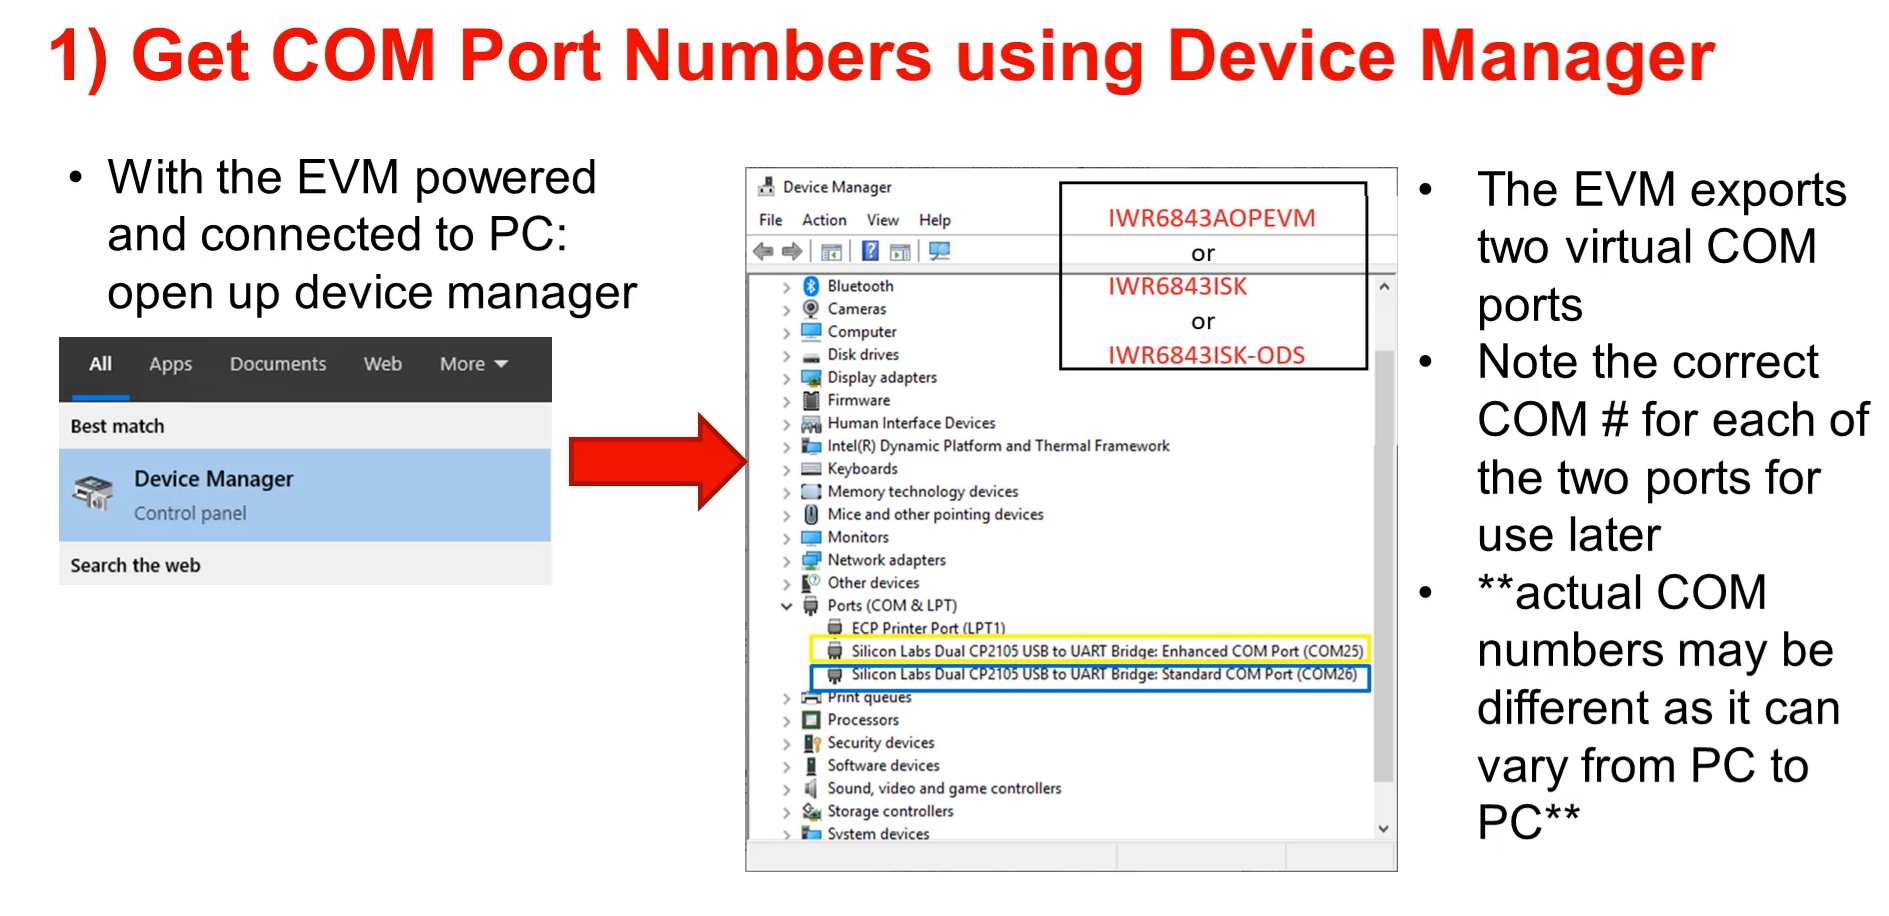 1) Get COM Port Numbers using Device Manager
• With the EVM powered
and connected to PC:
open up device manager
All Apps Documents Web More
Best match
Device Manager
Control panel
Search the web
Device Manager
File Action View Help
IWR6843AOPEVM
or
IWR6843ISK
or
IWR6843ISK-ODS
Bluetooth
Cameras
Computer
Disk drives
Display adapters
Firmware
Human Interface Devices
Intel(R) Dynamic Platform and Thermal Framework
Keyboards
Memory technology devices
Mice and other pointing devices
Monitors
Network adapters
Other devices
Ports (COM & LPT)
ECP Printer Port (LPT1)
Silicon Labs Dual CP2105 USB to UART Bridge: Enhanced COM Port (COM25)
Silicon Labs Dual CP2105 USB to UART Bridge: Standard COM Port (COM26)
Print queues
Processors
Security devices
Software devices
Sound, video and game controllers
Storage controllers
System devices
• The EVM exports
two virtual COM
ports
• Note the correct
COM # for each of
the two ports for
use later
• **actual COM
numbers may be
different as it can
vary from PC to
PC**